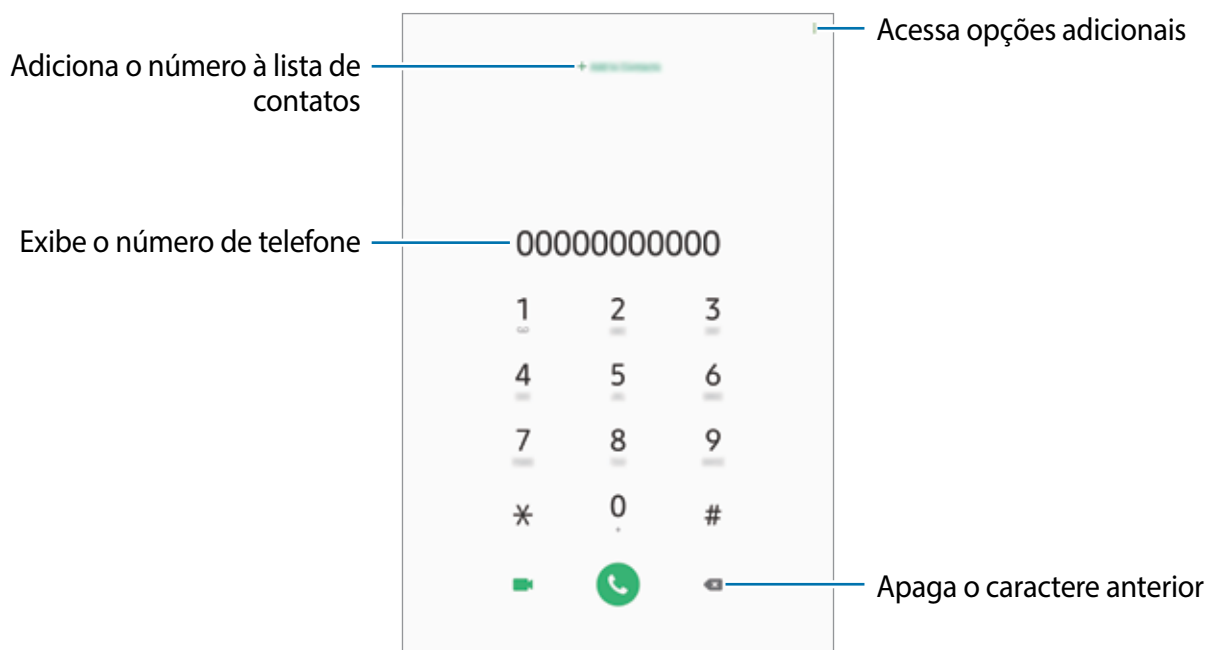 Acessa opções adicionais
Adiciona o número à lista de
contatos
+
Exibe o número de telefone
00000000000
1 2 3
4 5 6
7 8 9
* 0 #
Apaga o caractere anterior